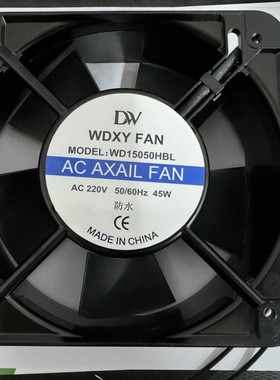 DW
WDXY FAN
MODEL:WD15050HBL
AC AXAIL FAN
AC 220V 50/60Hz 45W
防水
CE
MADE IN CHINA